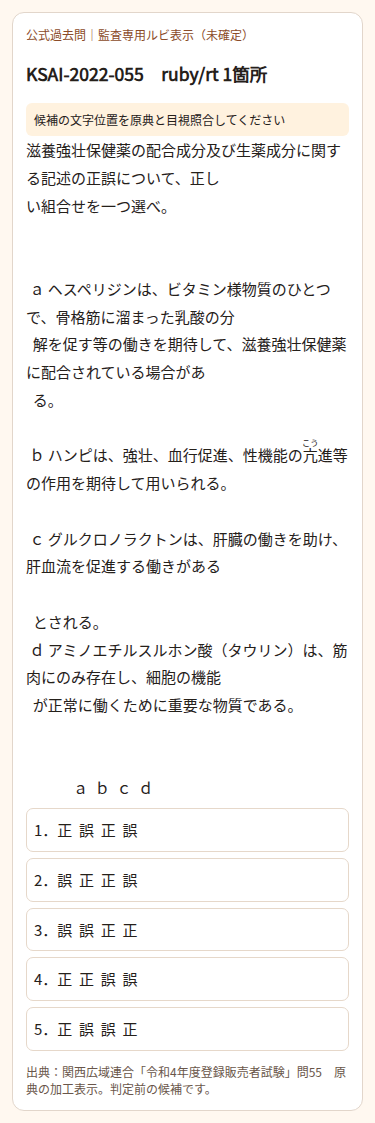 公式過去問｜監査専用ルビ表示（未確定）
KSAI-2022-055　ruby/rt 1箇所
候補の文字位置を原典と目視照合してください
滋養強壮保健薬の配合成分及び生薬成分に関す
る記述の正誤について、正し
い組合せを一つ選べ。
a ヘスペリジンは、ビタミン様物質のひとつ
で、骨格筋に溜まった乳酸の分
解を促す等の働きを期待して、滋養強壮保健薬
に配合されている場合があ
る。
こう
b ハンピは、強壮、血行促進、性機能の亢進等
の作用を期待して用いられる。
c グルクロノラクトンは、肝臓の働きを助け、
肝血流を促進する働きがある
とされる。
d アミノエチルスルホン酸（タウリン）は、筋
肉にのみ存在し、細胞の機能
が正常に働くために重要な物質である。
a b c d
1. 正 誤 正 誤
2. 誤 正 正 誤
3. 誤 誤 正 正
4. 正 正 誤 誤
5. 正 誤 誤 正
出典：関西広域連合「令和4年度登録販売者試験」問55　原
典の加工表示。判定前の候補です。